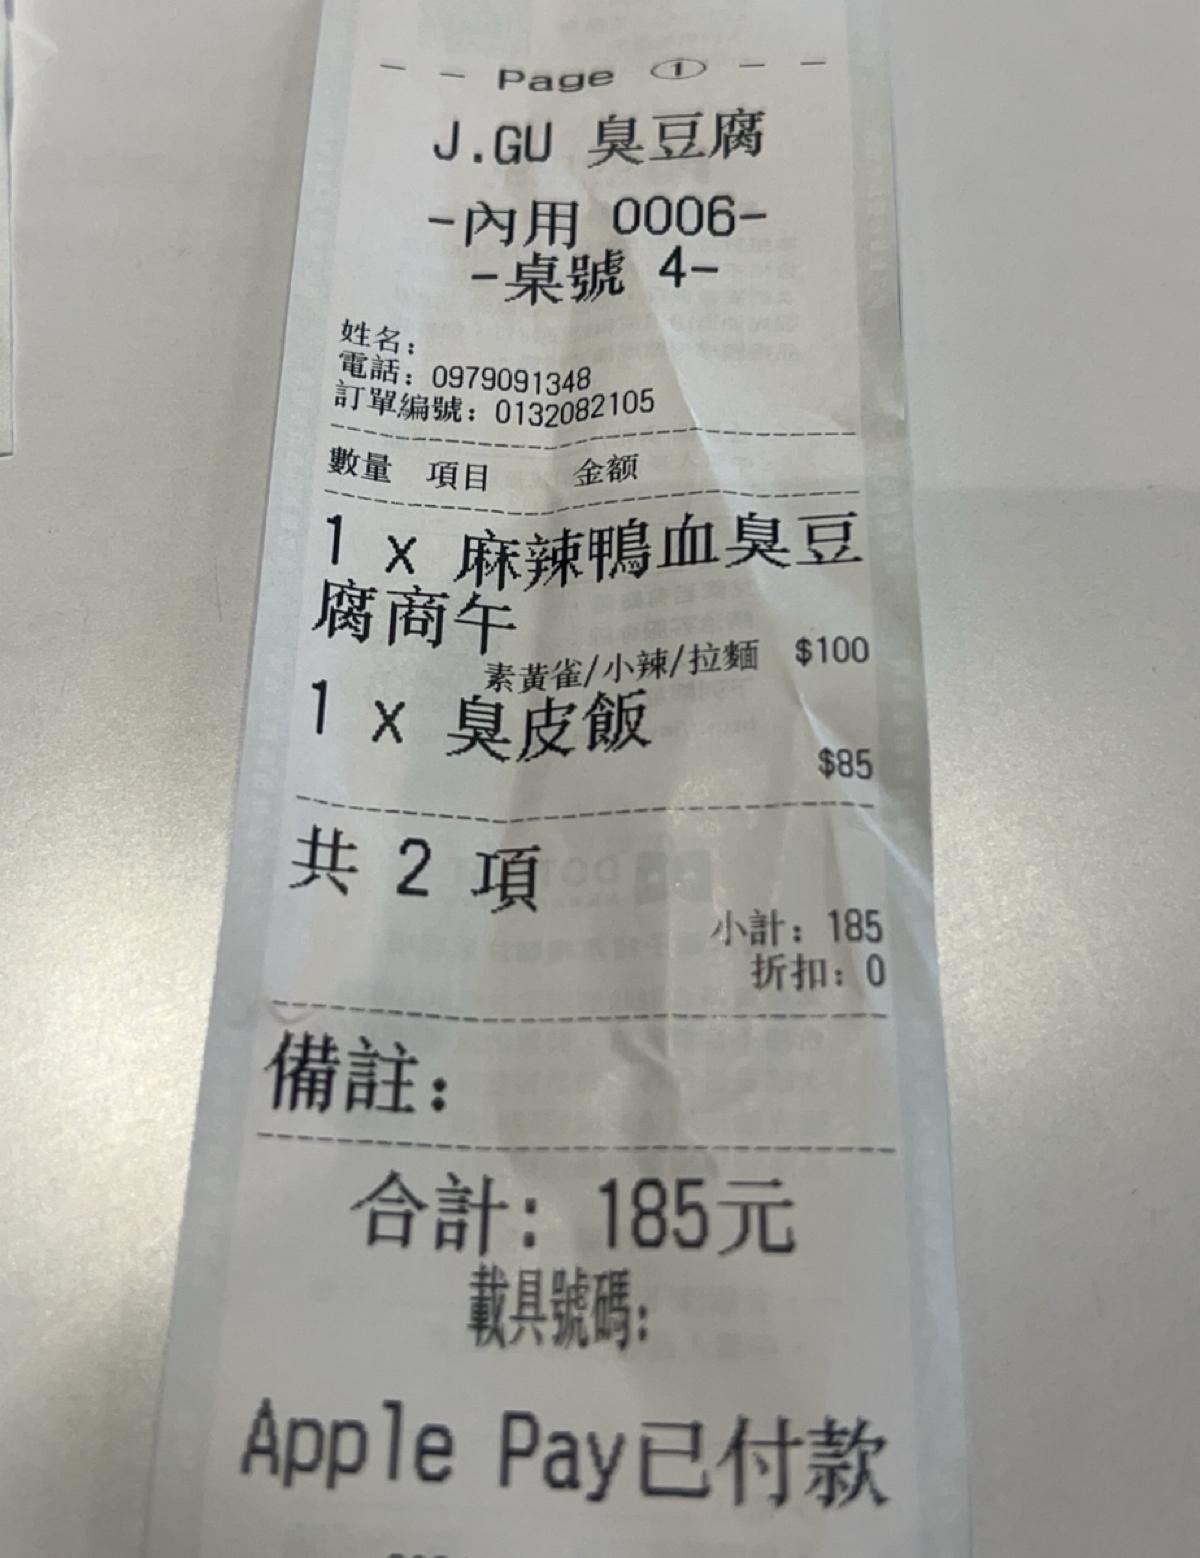 - - Page ① - -
J.GU 臭豆腐
-內用 0006-
-桌號 4-
姓名：
電話：0979091348
訂單編號：0132082105
數量 項目 金額
1 x 麻辣鴨血臭豆
腐商午
素黃雀/小辣/拉麵 $100
1 x 臭皮飯
$85
共 2 項
小計：185
折扣：0
備註：
合計：185元
載具號碼：
Apple Pay已付款